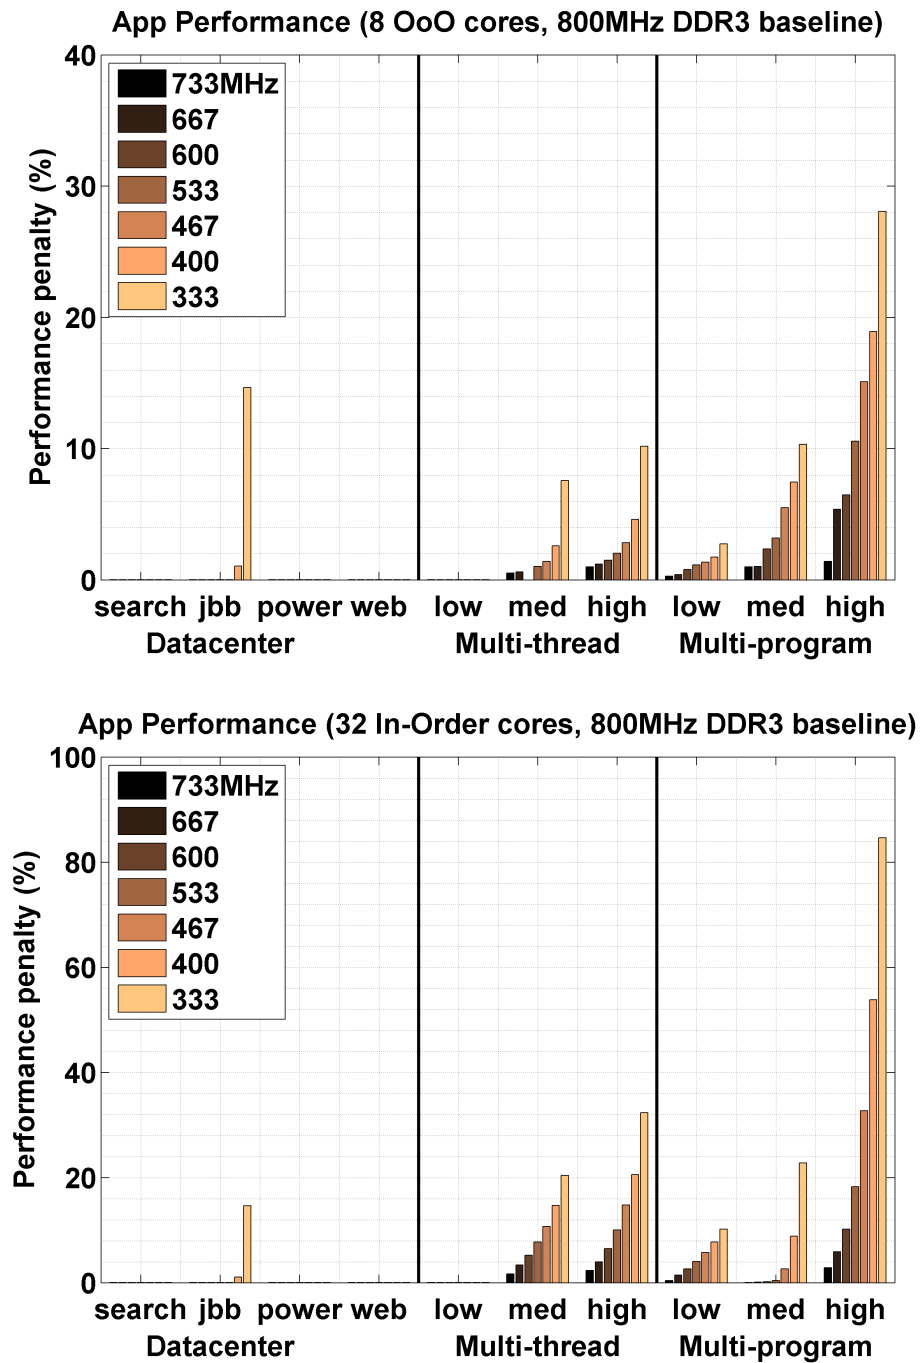 App Performance (8 OoO cores, 800MHz DDR3 baseline)
Performance penalty (%)
40
30
20
10
0
733MHz
667
600
533
467
400
333
search jbb power web low med high low med high
Datacenter Multi-thread Multi-program
App Performance (32 In-Order cores, 800MHz DDR3 baseline)
Performance penalty (%)
100
80
60
40
20
0
733MHz
667
600
533
467
400
333
search jbb power web low med high low med high
Datacenter Multi-thread Multi-program